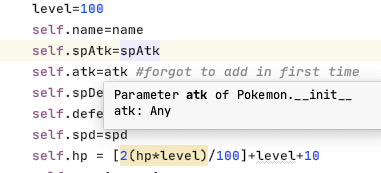 level=100
self.name=name
self.spAtk=spAtk
self.atk=atk #forgot to add in first time
self.spDe
self.defe
self.spd=spd
self.hp = [2(hp*level)/100]+level+10
Parameter atk of Pokemon.__init__
atk: Any